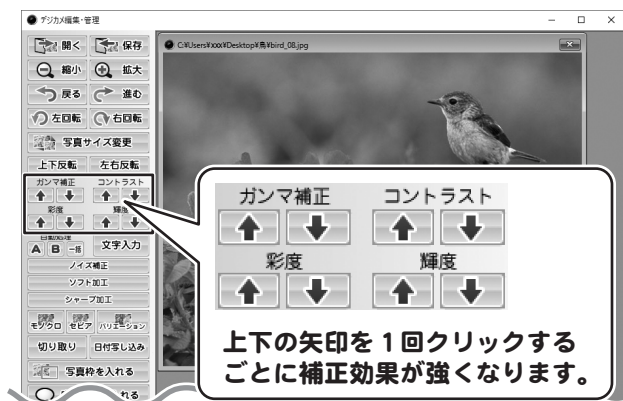 デジカメ編集・管理
開く 保存
C:¥Users¥xxx¥Desktop¥鳥¥bird_08.jpg
縮小 拡大
戻る 進む
左回転 右回転
写真サイズ変更
上下反転 左右反転
ガンマ補正 コントラスト
彩度 輝度
A B 一括 文字入力
ノイズ補正
ソフト加工
シャープ加工
モノクロ セピア バリエーション
切り取り 日付写し込み
写真枠を入れる
れる
ガンマ補正 コントラスト
彩度 輝度
上下の矢印を1回クリックする
ごとに補正効果が強くなります。